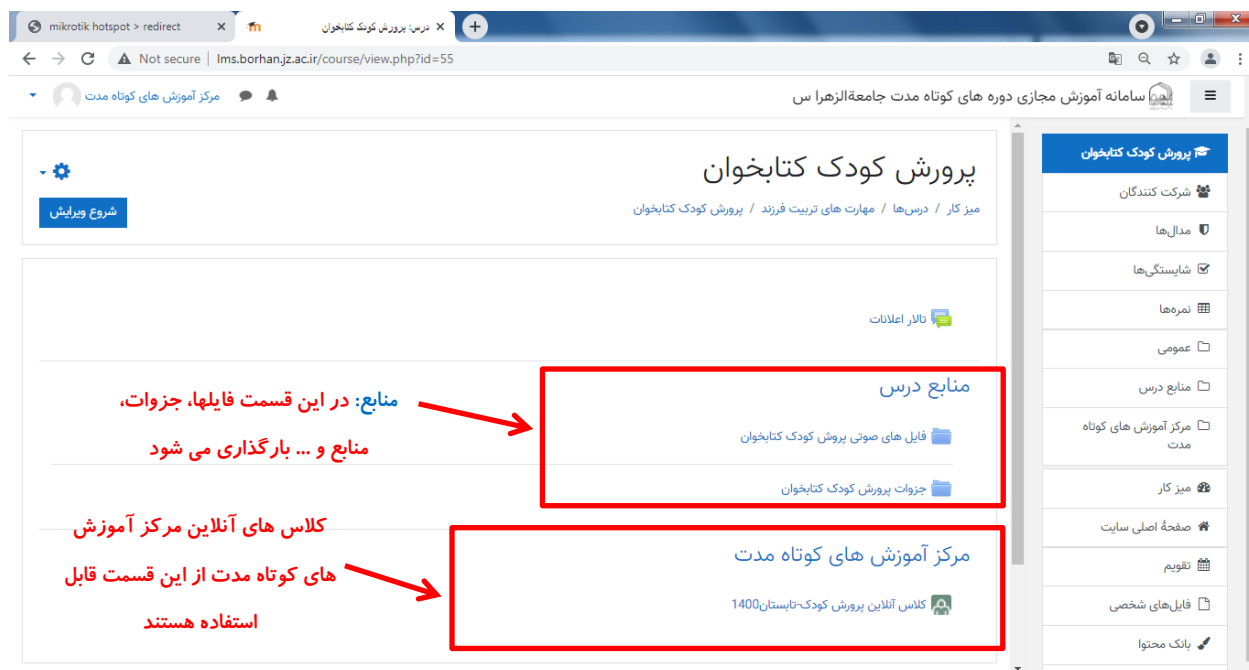 mikrotik hotspot > redirect
درس: پرورش کودک کتابخوان
Not secure | lms.borhan.jz.ac.ir/course/view.php?id=55
سامانه آموزش مجازی دوره های کوتاه مدت جامعةالزهرا س
مرکز آموزش های کوتاه مدت
پرورش کودک کتابخوان
شرکت کنندگان
مدال‌ها
شایستگی‌ها
نمره‌ها
عمومی
منابع درس
مرکز آموزش های کوتاه
مدت
میز کار
صفحهٔ اصلی سایت
تقویم
فایل‌های شخصی
بانک محتوا
پرورش کودک کتابخوان
میز کار / درس‌ها / مهارت های تربیت فرزند / پرورش کودک کتابخوان
شروع ویرایش
تالار اعلانات
منابع درس
فایل های صوتی پروش کودک کتابخوان
جزوات پرورش کودک کتابخوان
منابع: در این قسمت فایلها، جزوات،
منابع و ... بارگذاری می شود
مرکز آموزش های کوتاه مدت
کلاس آنلاین پرورش کودک-تابستان1400
کلاس های آنلاین مرکز آموزش
های کوتاه مدت از این قسمت قابل
استفاده هستند